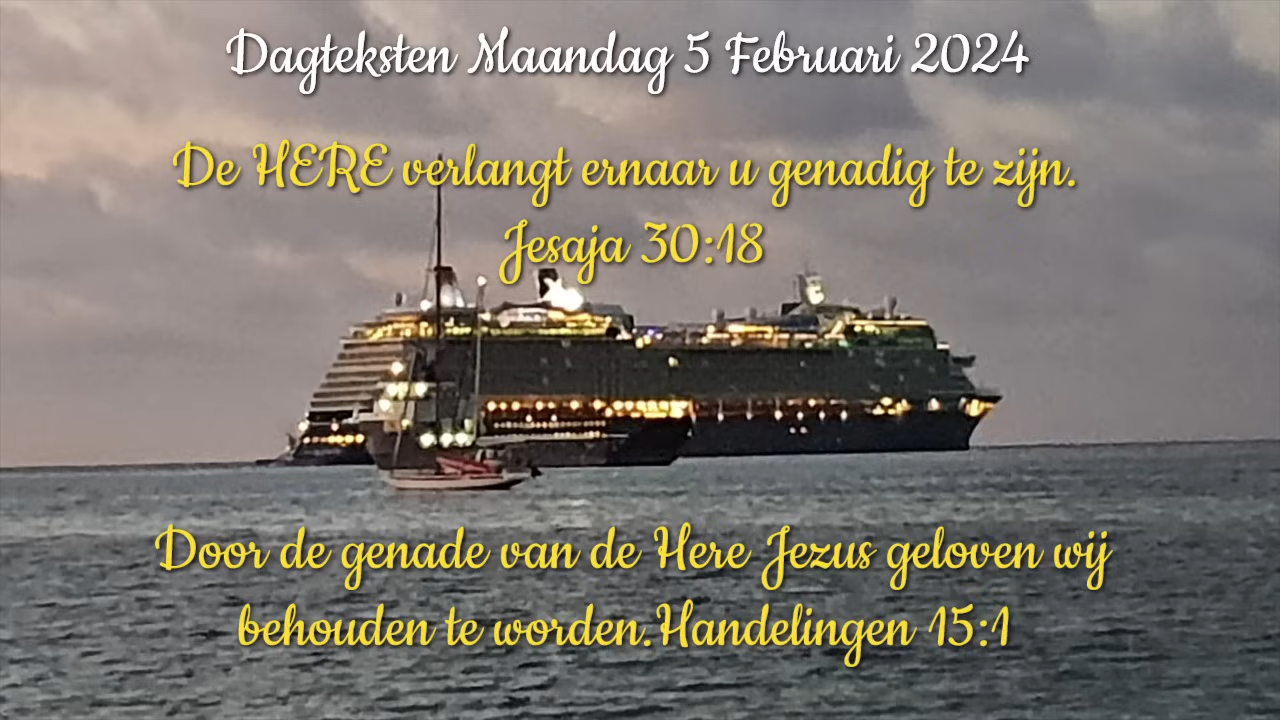 Dagteksten Maandag 5 Februari 2024
De HERE verlangt ernaar u genadig te zijn.
Jesaja 30:18
Door de genade van de Here Jezus geloven wij
behouden te worden.Handelingen 15:1